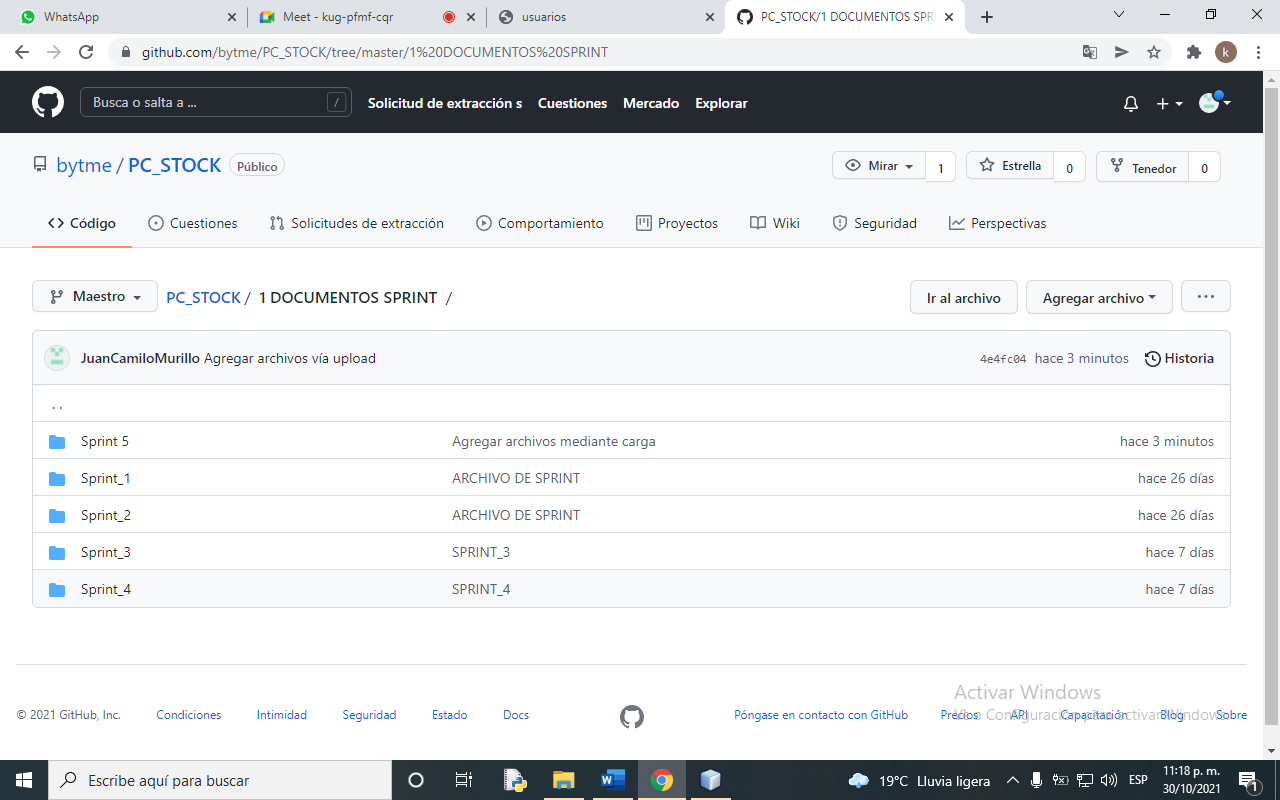 WhatsApp
Meet - kug-pfmf-cqr
usuarios
PC_STOCK/1 DOCUMENTOS SPR
github.com/bytme/PC_STOCK/tree/master/1%20DOCUMENTOS%20SPRINT
k
Busca o salta a ...
/
Solicitud de extracción s Cuestiones Mercado Explorar
bytme / PC_STOCK Público
Mirar 1
Estrella 0
Tenedor 0
Código Cuestiones Solicitudes de extracción Comportamiento Proyectos Wiki Seguridad Perspectivas
Maestro PC_STOCK / 1 DOCUMENTOS SPRINT /
Ir al archivo Agregar archivo ...
JuanCamiloMurillo Agregar archivos vía upload 4e4fc04 hace 3 minutos Historia
..
Sprint 5 Agregar archivos mediante carga hace 3 minutos
Sprint_1 ARCHIVO DE SPRINT hace 26 días
Sprint_2 ARCHIVO DE SPRINT hace 26 días
Sprint_3 SPRINT_3 hace 7 días
Sprint_4 SPRINT_4 hace 7 días
Activar Windows
Ve a Configuración para activar Windows.
© 2021 GitHub, Inc. Condiciones Intimidad Seguridad Estado Docs Póngase en contacto con GitHub Precios API Capacitación Blog Sobre
Escribe aquí para buscar
19°C Lluvia ligera
ESP
11:18 p. m.
30/10/2021
1